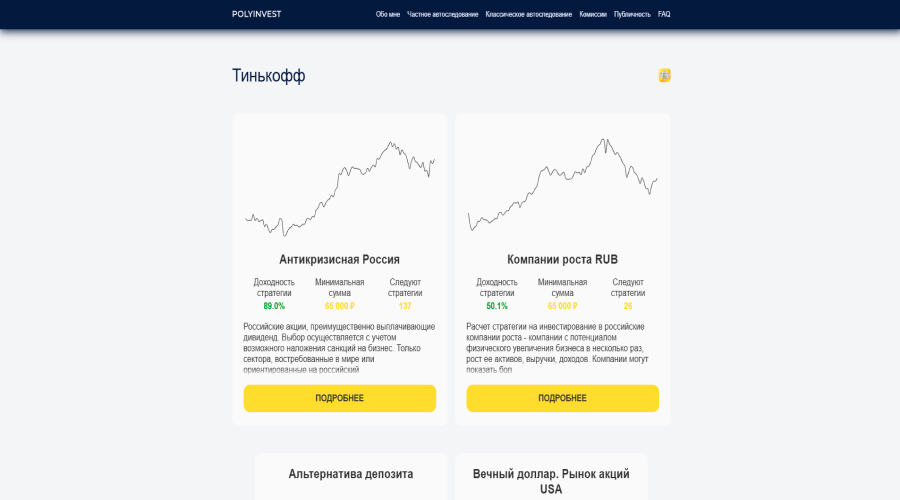 POLYINVEST
Обо мне Частное автоследование Классическое автоследование Комиссии Публичность FAQ
Тинькофф
Антикризисная Россия
Доходность стратегии
89.0%
Минимальная сумма
65 000 ₽
Следуют стратегии
137
Российские акции, преимущественно выплачивающие
дивиденд. Выбор осуществляется с учетом
возможного наложения санкций на бизнес. Только
сектора, востребованные в мире или
ориентированные на российский
ПОДРОБНЕЕ
Компании роста RUB
Доходность стратегии
50.1%
Минимальная сумма
65 000 ₽
Следуют стратегии
26
Расчет стратегии на инвестирование в российские
компании роста - компании с потенциалом
физического увеличения бизнеса в несколько раз,
рост ее активов, выручки, доходов. Компании могут
показать бол
ПОДРОБНЕЕ
Альтернатива депозита
Вечный доллар. Рынок акций
USA